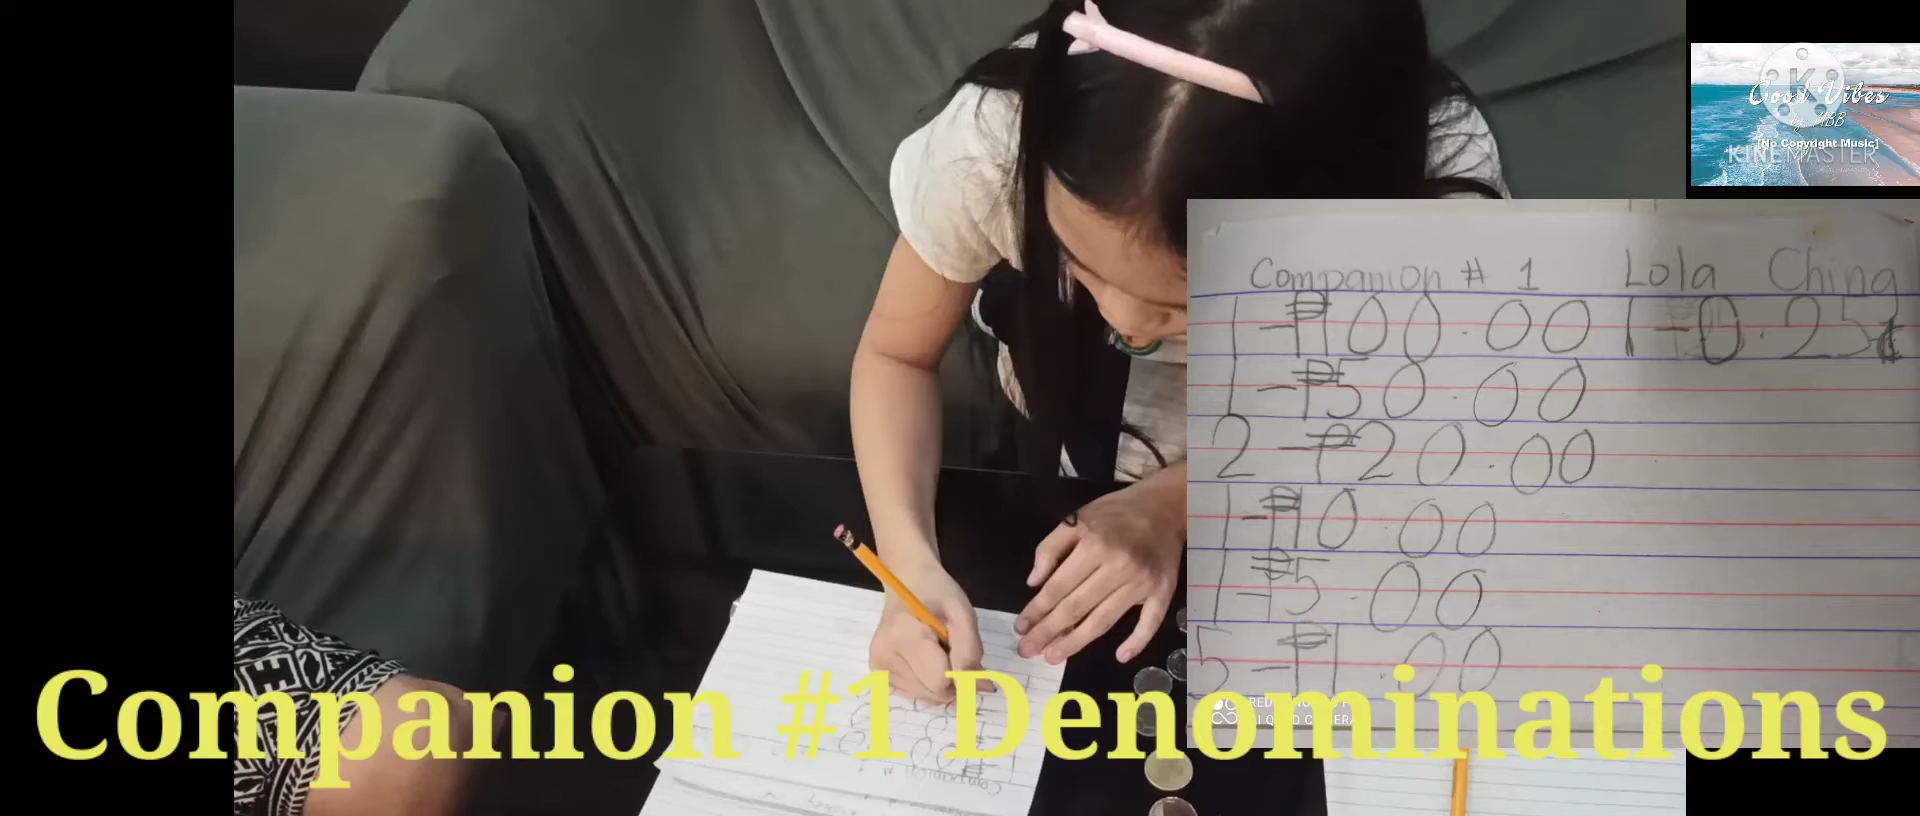 Good Vibes
by: MBB
[No Copyright Music]
KINEMASTER
Companion # 1 Lola Ching
1 - ₱100.00 1 - 0.25¢
1 - ₱50.00
2 - ₱20.00
1 - ₱10.00
1 - ₱5.00
5 - ₱1.00
Companion #1 Denominations